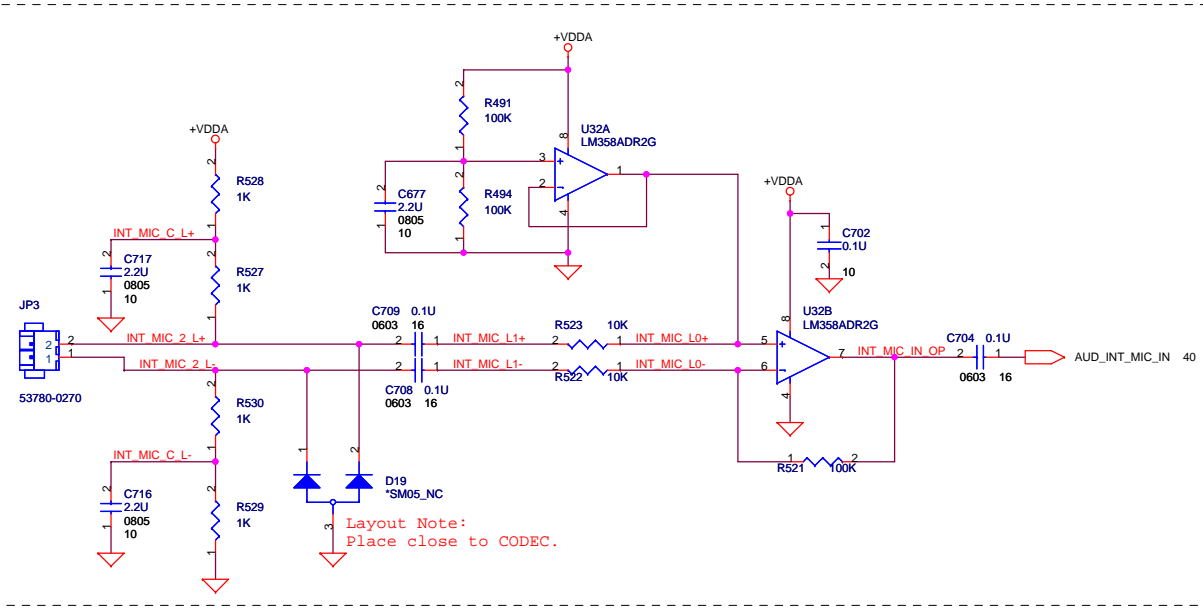 +VDDA
2
R491
100K
1
U32A
LM358ADR2G
8
3
+
1
2
-
4
2
C677
2.2U
0805
10
1
2
R494
100K
1
+VDDA
2
R528
1K
1
INT_MIC_C_L+
2
C717
2.2U
0805
10
1
2
R527
1K
1
+VDDA
1
C702
0.1U
2
10
JP3
2
1
2
1
53780-0270
INT_MIC_2_L+
INT_MIC_2_L-
C709 0.1U
0603 16
2 1
INT_MIC_L1+
R523 10K
2 1
INT_MIC_L0+
2 1
C708 0.1U
0603 16
INT_MIC_L1-
2 1
R522 10K
INT_MIC_L0-
U32B
LM358ADR2G
8
5
+
7
6
-
4
INT_MIC_IN_OP
C704 0.1U
2 1
0603 16
AUD_INT_MIC_IN 40
1 2
R521 100K
2
R530
1K
1
INT_MIC_C_L-
2
C716
2.2U
0805
10
1
2
R529
1K
1
1
2
D19
*SM05_NC
3
Layout Note:
Place close to CODEC.